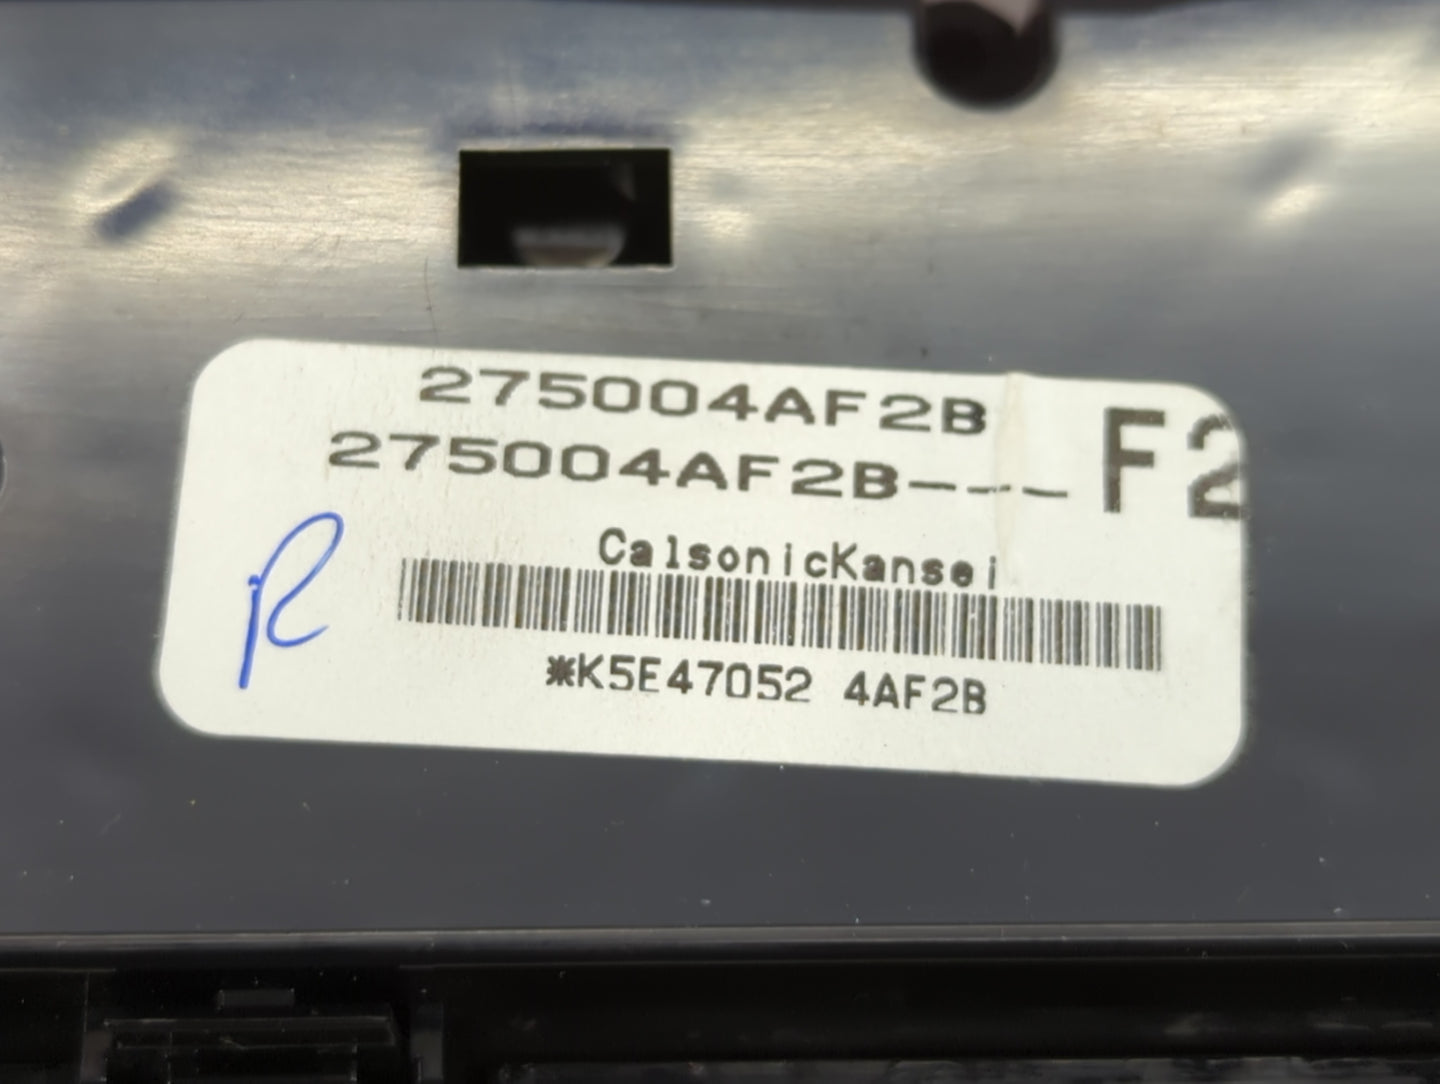 275004AF2B
275004AF2B---
F2
CalsonicKansei
R
*K5E47052 4AF2B